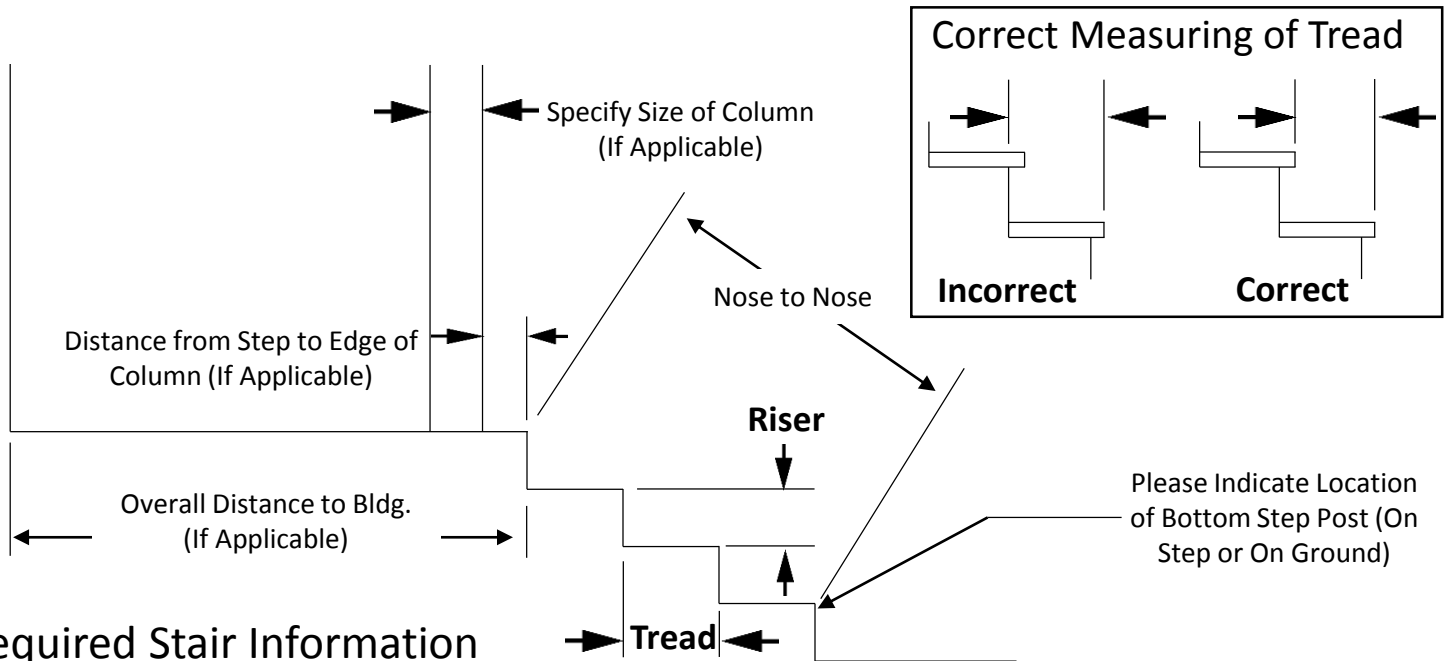 Correct Measuring of Tread
Incorrect
Correct
Specify Size of Column
(If Applicable)
Nose to Nose
Distance from Step to Edge of
Column (If Applicable)
Riser
Overall Distance to Bldg.
(If Applicable)
Please Indicate Location
of Bottom Step Post (On
Step or On Ground)
Tread
equired Stair Information